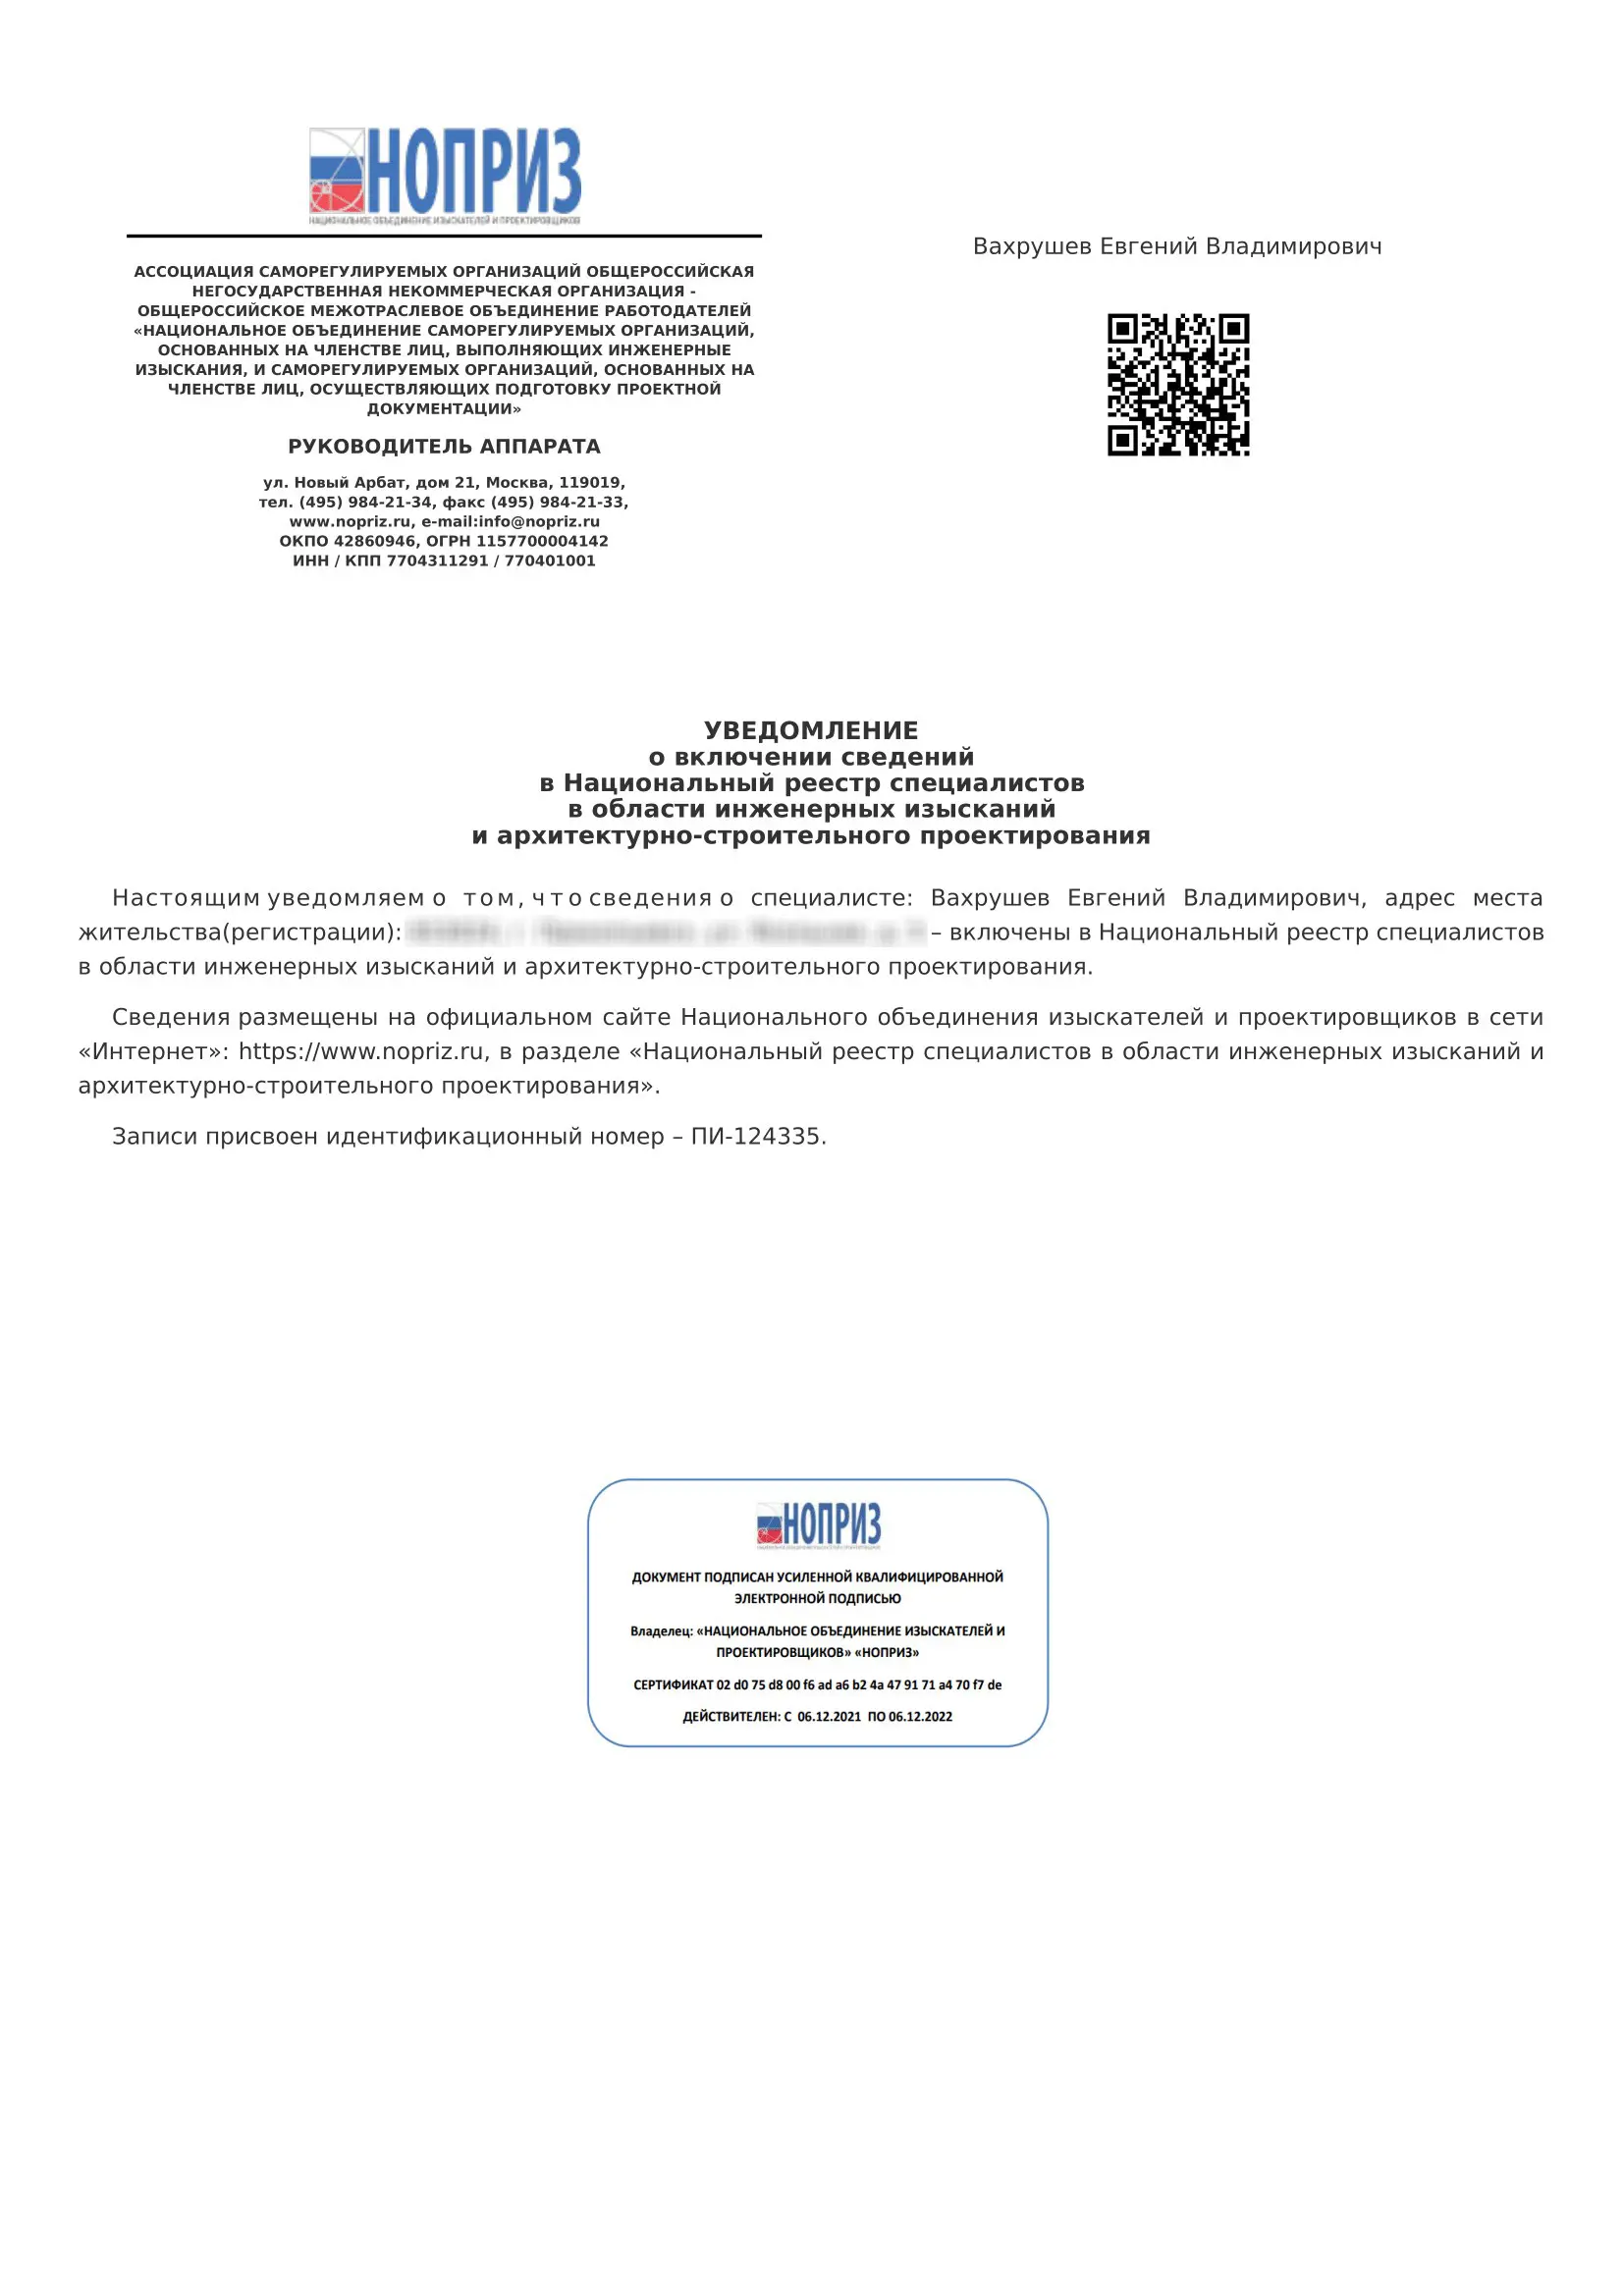 НОПРИЗ
НАЦИОНАЛЬНОЕ ОБЪЕДИНЕНИЕ ИЗЫСКАТЕЛЕЙ И ПРОЕКТИРОВЩИКОВ
АССОЦИАЦИЯ САМОРЕГУЛИРУЕМЫХ ОРГАНИЗАЦИЙ ОБЩЕРОССИЙСКАЯ
НЕГОСУДАРСТВЕННАЯ НЕКОММЕРЧЕСКАЯ ОРГАНИЗАЦИЯ -
ОБЩЕРОССИЙСКОЕ МЕЖОТРАСЛЕВОЕ ОБЪЕДИНЕНИЕ РАБОТОДАТЕЛЕЙ
«НАЦИОНАЛЬНОЕ ОБЪЕДИНЕНИЕ САМОРЕГУЛИРУЕМЫХ ОРГАНИЗАЦИЙ,
ОСНОВАННЫХ НА ЧЛЕНСТВЕ ЛИЦ, ВЫПОЛНЯЮЩИХ ИНЖЕНЕРНЫЕ
ИЗЫСКАНИЯ, И САМОРЕГУЛИРУЕМЫХ ОРГАНИЗАЦИЙ, ОСНОВАННЫХ НА
ЧЛЕНСТВЕ ЛИЦ, ОСУЩЕСТВЛЯЮЩИХ ПОДГОТОВКУ ПРОЕКТНОЙ
ДОКУМЕНТАЦИИ»
РУКОВОДИТЕЛЬ АППАРАТА
ул. Новый Арбат, дом 21, Москва, 119019,
тел. (495) 984-21-34, факс (495) 984-21-33,
www.nopriz.ru, e-mail:info@nopriz.ru
ОКПО 42860946, ОГРН 1157700004142
ИНН / КПП 7704311291 / 770401001
Вахрушев Евгений Владимирович
УВЕДОМЛЕНИЕ
о включении сведений
в Национальный реестр специалистов
в области инженерных изысканий
и архитектурно-строительного проектирования
Настоящим уведомляем о том, что сведения о специалисте: Вахрушев Евгений Владимирович, адрес места
жительства(регистрации): – включены в Национальный реестр специалистов
в области инженерных изысканий и архитектурно-строительного проектирования.
Сведения размещены на официальном сайте Национального объединения изыскателей и проектировщиков в сети
«Интернет»: https://www.nopriz.ru, в разделе «Национальный реестр специалистов в области инженерных изысканий и
архитектурно-строительного проектирования».
Записи присвоен идентификационный номер – ПИ-124335.
НОПРИЗ
ДОКУМЕНТ ПОДПИСАН УСИЛЕННОЙ КВАЛИФИЦИРОВАННОЙ
ЭЛЕКТРОННОЙ ПОДПИСЬЮ
Владелец: «НАЦИОНАЛЬНОЕ ОБЪЕДИНЕНИЕ ИЗЫСКАТЕЛЕЙ И
ПРОЕКТИРОВЩИКОВ» «НОПРИЗ»
СЕРТИФИКАТ 02 d0 75 d8 00 f6 ad a6 b2 4a 47 91 71 a4 70 f7 de
ДЕЙСТВИТЕЛЕН: С 06.12.2021 ПО 06.12.2022